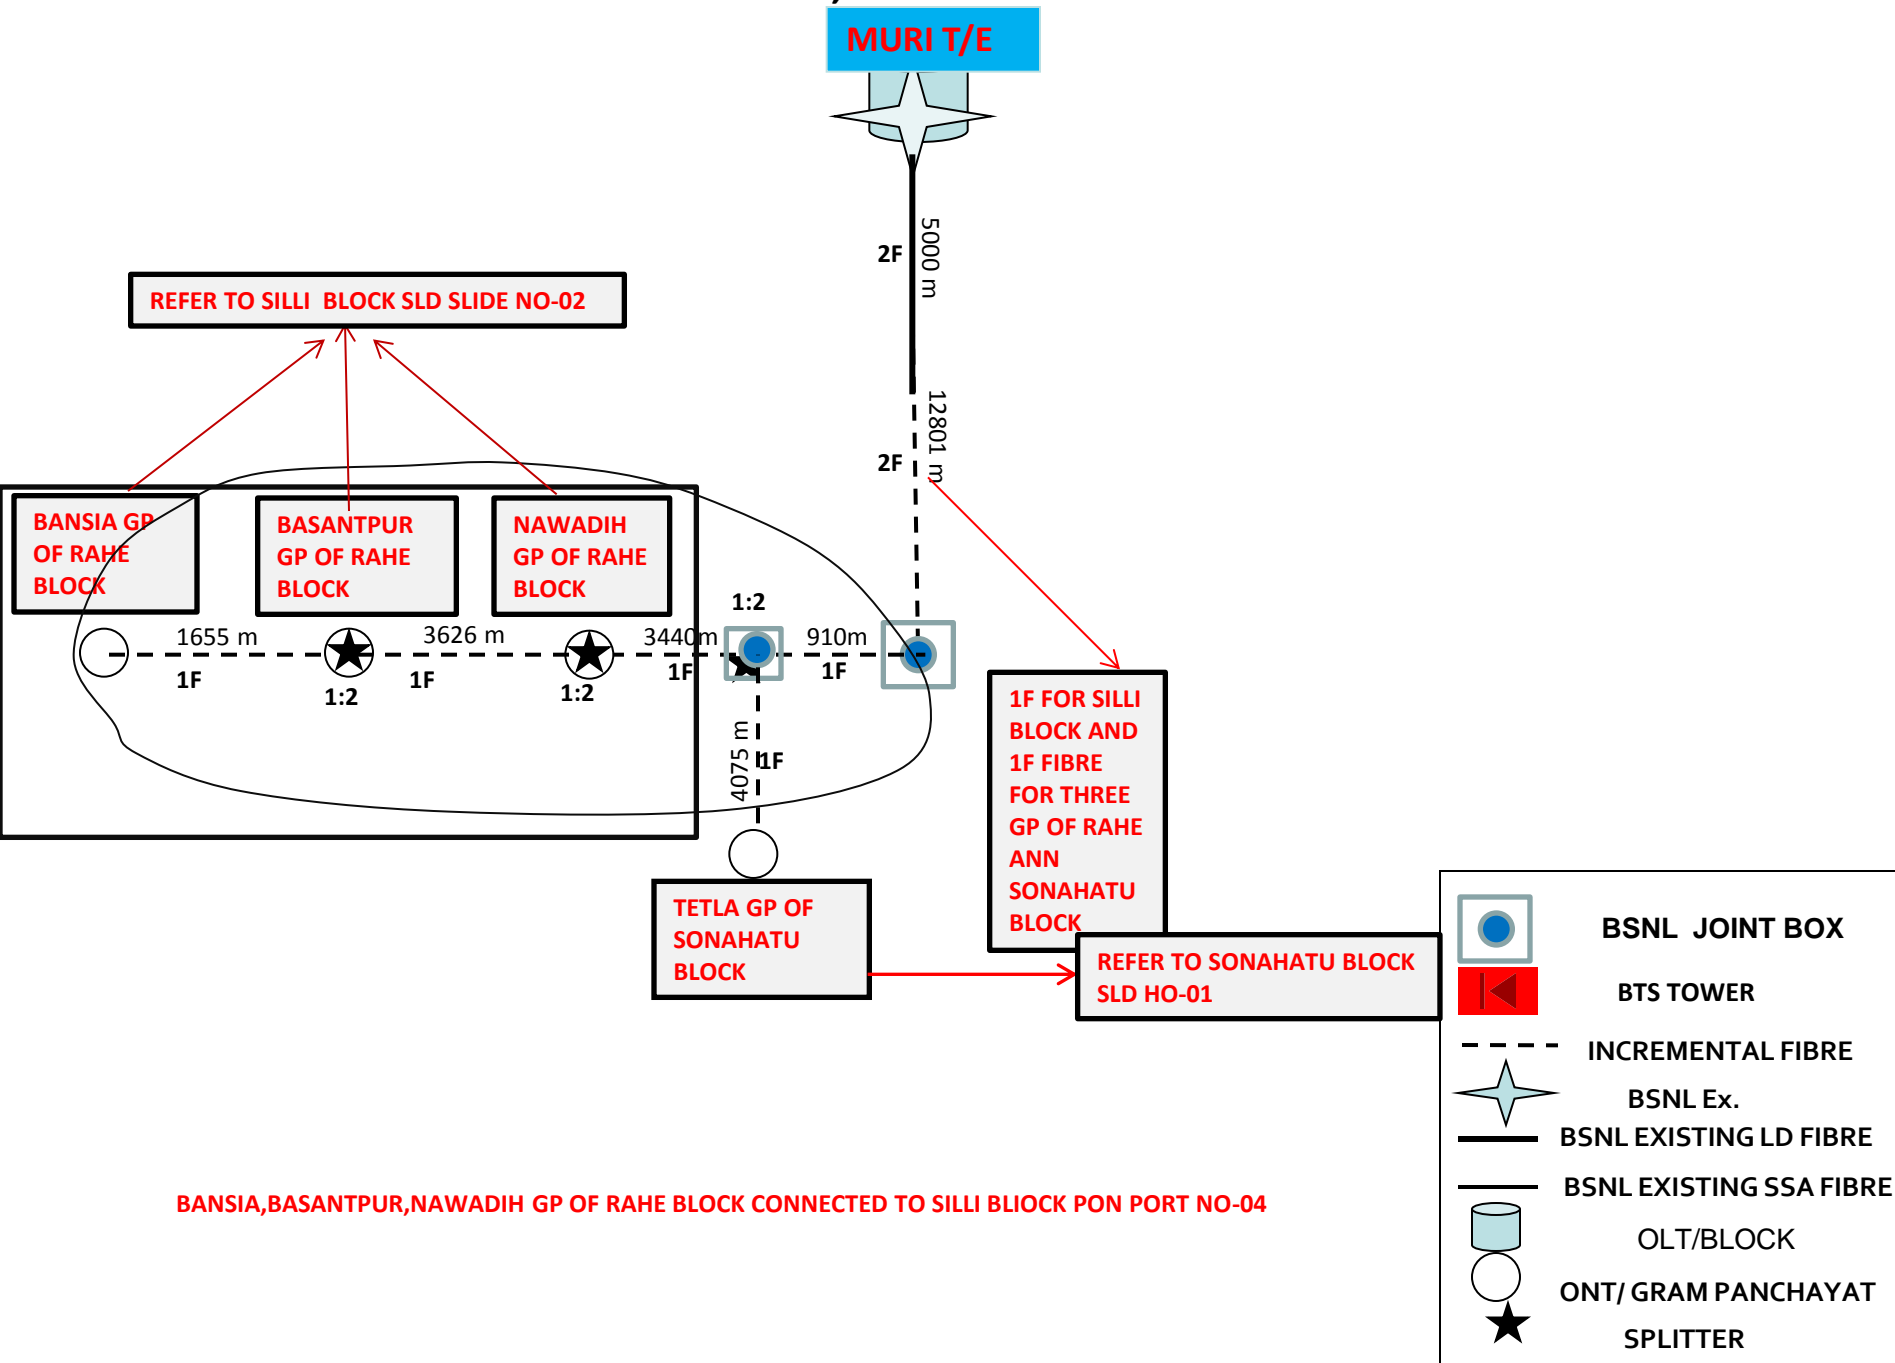 MURI T/E
5000 m
2F
REFER TO SILLI  BLOCK SLD SLIDE NO-02
12801 m
2F
BANSIA GP
OF RAHE
BLOCK
BASANTPUR
GP OF RAHE
BLOCK
NAWADIH
GP OF RAHE
BLOCK
1:2
1655 m
3626 m
3440m
910m
1F
1F
1F
1F
1:2
1:2
4075 m
1F
1F FOR SILLI
BLOCK AND
1F FIBRE
FOR THREE
GP OF RAHE
ANN
SONAHATU
BLOCK
TETLA GP OF
SONAHATU
BLOCK
REFER TO SONAHATU BLOCK
SLD HO-01
BSNL  JOINT BOX
BTS TOWER
INCREMENTAL FIBRE
BSNL Ex.
BSNL EXISTING LD FIBRE
BSNL EXISTING SSA FIBRE
OLT/BLOCK
ONT/ GRAM PANCHAYAT
SPLITTER
BANSIA,BASANTPUR,NAWADIH GP OF RAHE BLOCK CONNECTED TO SILLI BLIOCK PON PORT NO-04